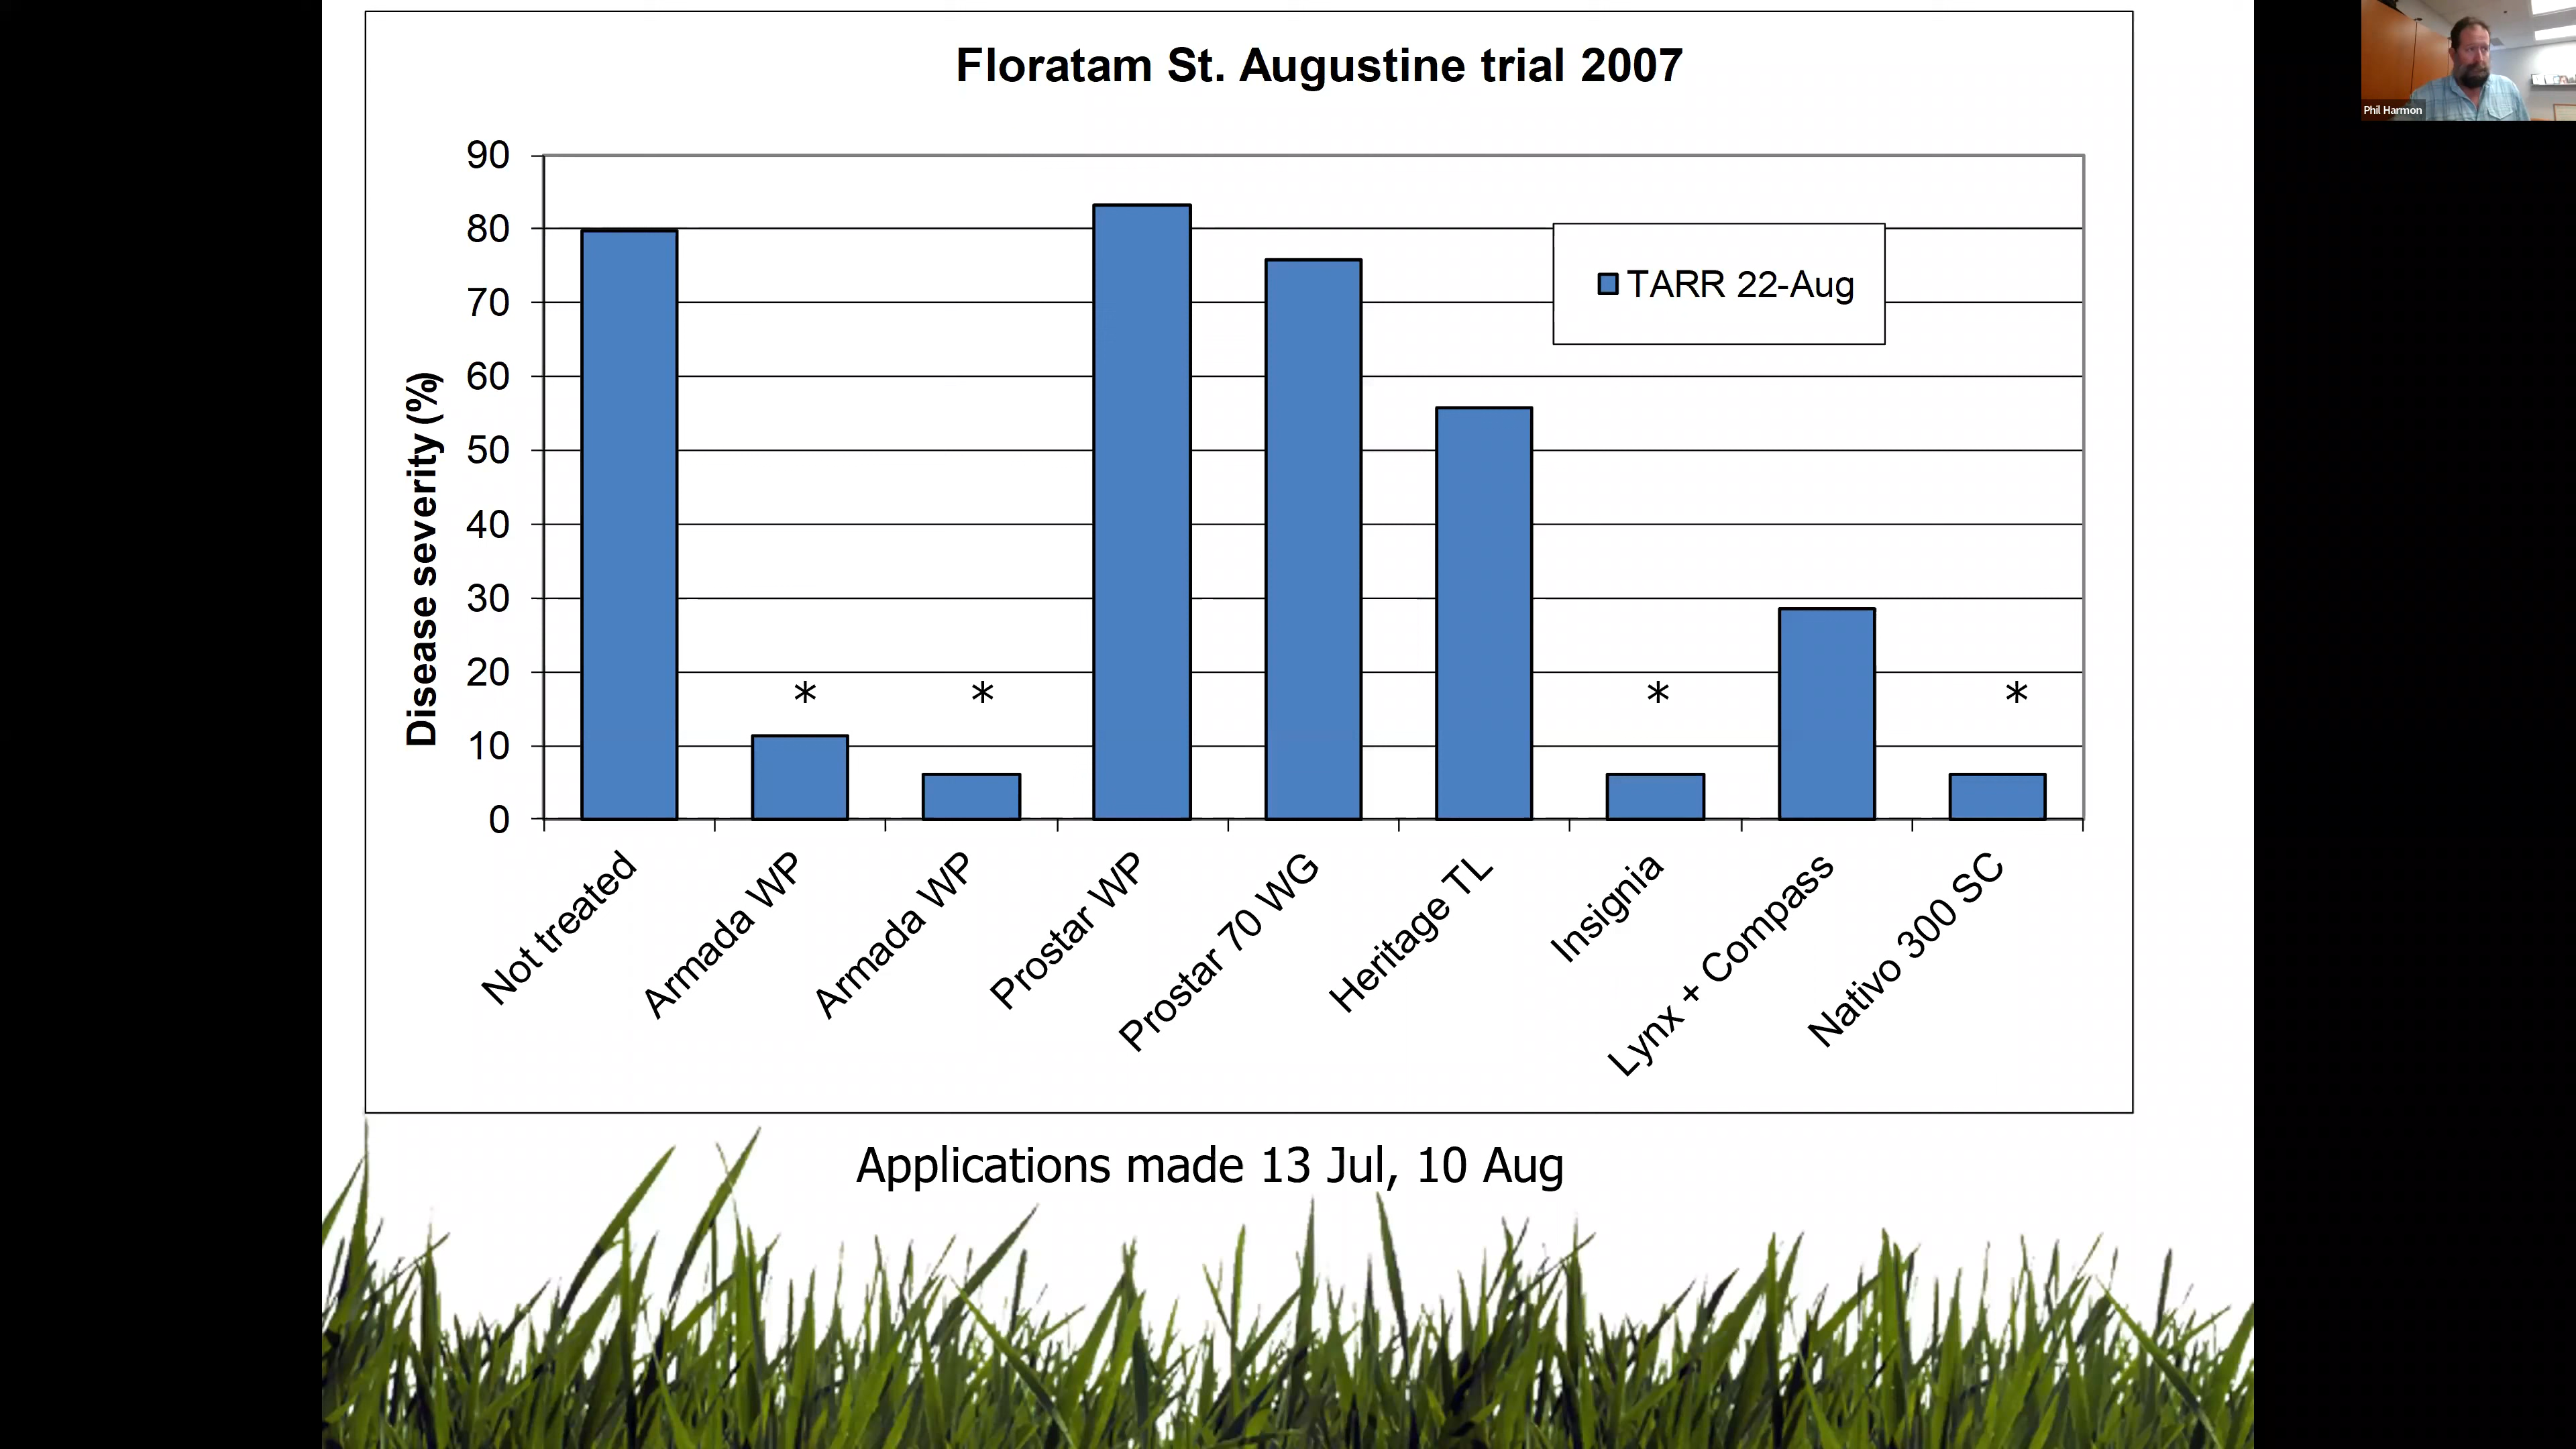 Floratam St. Augustine trial 2007
Phil Harmon
Disease severity (%)
90
80
70
60
50
40
30
20
10
0
TARR 22-Aug
* * * *
Not treated
Armada WP
Armada WP
Prostar WP
Prostar 70 WG
Heritage TL
Insignia
Lynx + Compass
Nativo 300 SC
Applications made 13 Jul, 10 Aug